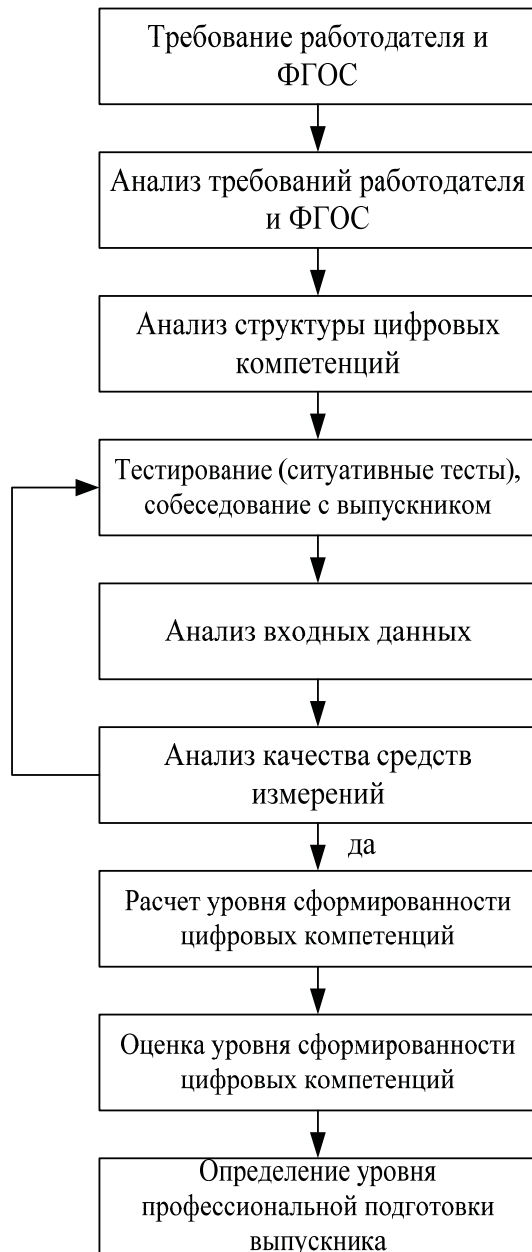 Требование работодателя и
ФГОС
Анализ требований работодателя
и ФГОС
Анализ структуры цифровых
компетенций
Тестирование (ситуативные тесты),
собеседование с выпускником
Анализ входных данных
Анализ качества средств
измерений
да
Расчет уровня сформированности
цифровых компетенций
Оценка уровня сформированности
цифровых компетенций
Определение уровня
профессиональной подготовки
выпускника